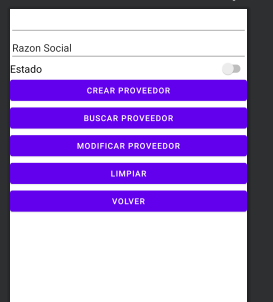 Razon Social
Estado
CREAR PROVEEDOR
BUSCAR PROVEEDOR
MODIFICAR PROVEEDOR
LIMPIAR
VOLVER